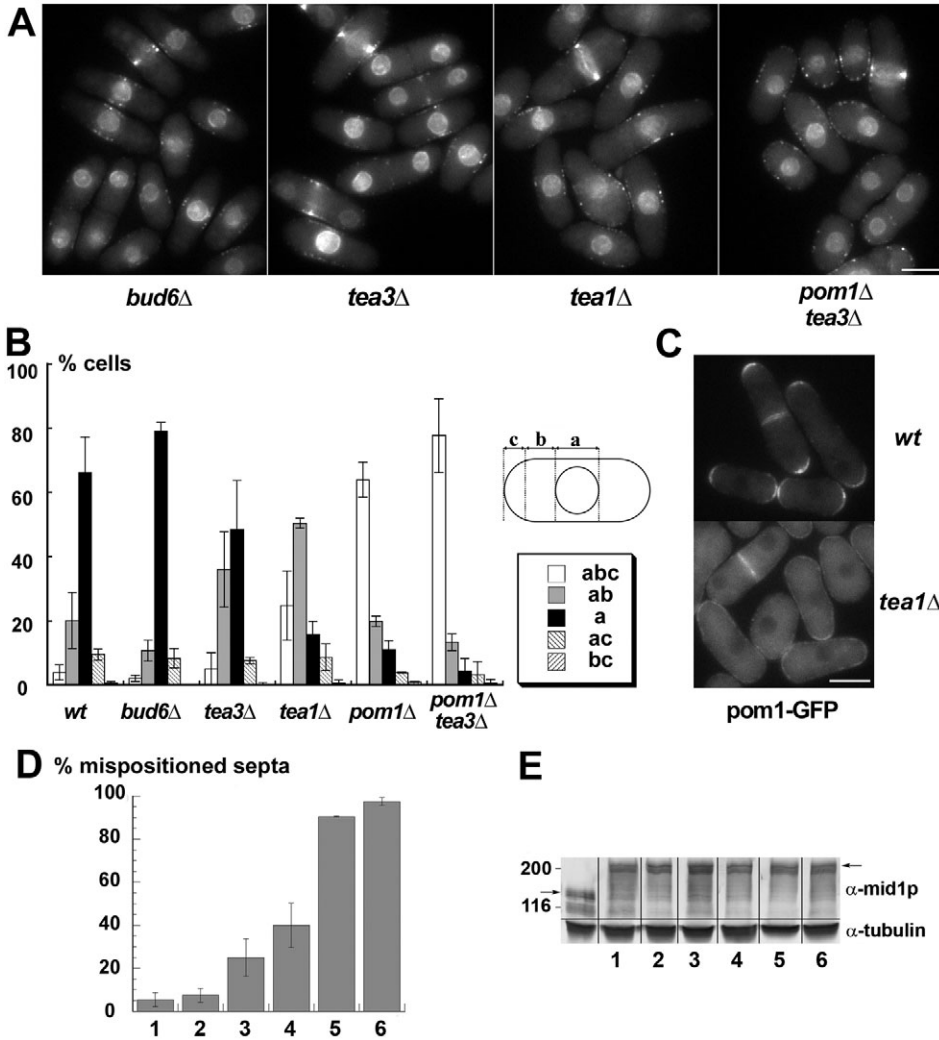 A
bud6Δ
tea3Δ
tea1Δ
pom1Δ
tea3Δ
B
% cells
100
80
60
40
20
0
wt
bud6Δ
tea3Δ
tea1Δ
pom1Δ
pom1Δ
tea3Δ
c b a
abc
ab
a
ac
bc
C
wt
tea1Δ
pom1-GFP
D
% mispositioned septa
100
80
60
40
20
0
1 2 3 4 5 6
E
200
116
α-mid1p
α-tubulin
1 2 3 4 5 6